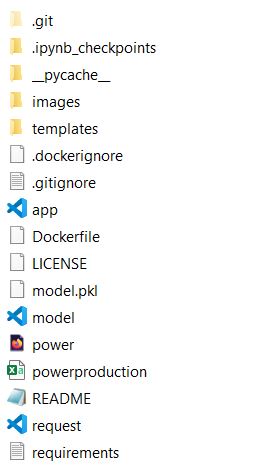 .git
.ipynb_checkpoints
__pycache__
images
templates
.dockerignore
.gitignore
app
Dockerfile
LICENSE
model.pkl
model
power
powerproduction
README
request
requirements